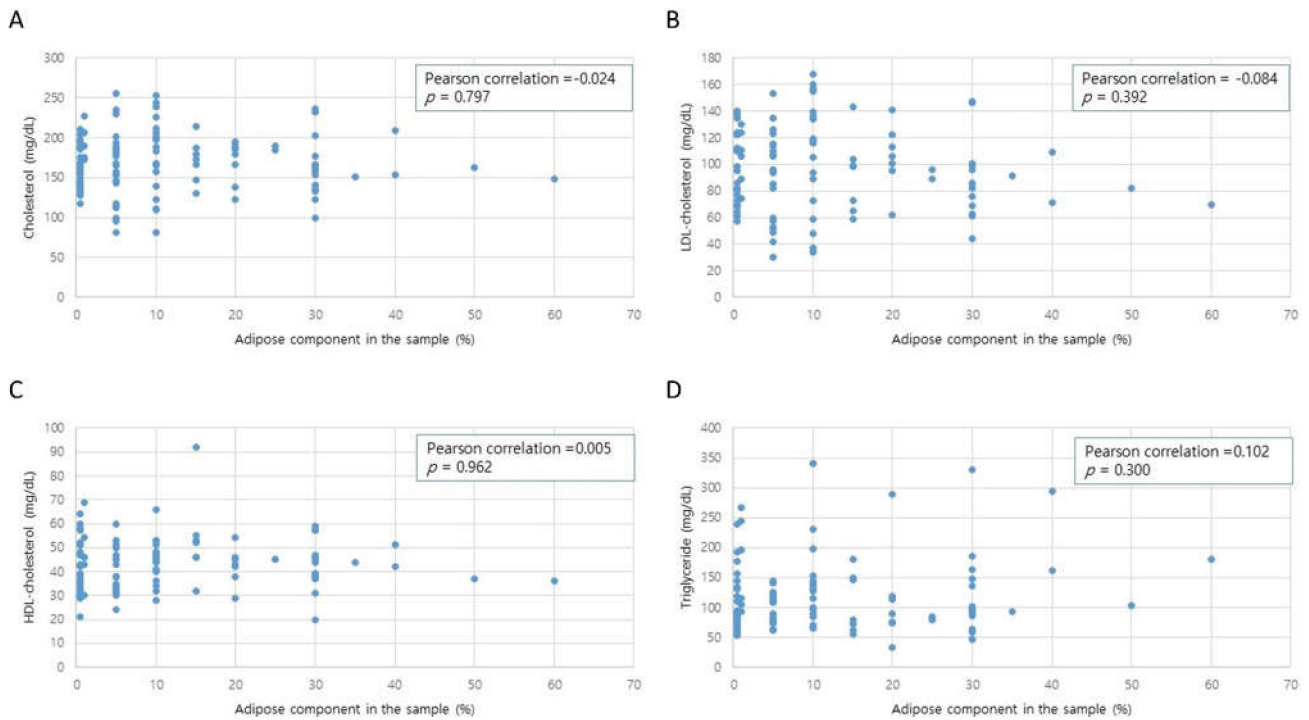 A
Cholesterol (mg/dL)
300
250
200
150
100
50
0
0 10 20 30 40 50 60 70
Adipose component in the sample (%)
Pearson correlation =-0.024
p = 0.797
B
LDL-cholesterol (mg/dL)
180
160
140
120
100
80
60
40
20
0
0 10 20 30 40 50 60 70
Adipose component in the sample (%)
Pearson correlation = -0.084
p = 0.392
C
HDL-cholesterol (mg/dL)
100
90
80
70
60
50
40
30
20
10
0
0 10 20 30 40 50 60 70
Adipose component in the sample (%)
Pearson correlation =0.005
p = 0.962
D
Triglyceride (mg/dL)
400
350
300
250
200
150
100
50
0
0 10 20 30 40 50 60 70
Adipose component in the sample (%)
Pearson correlation =0.102
p = 0.300